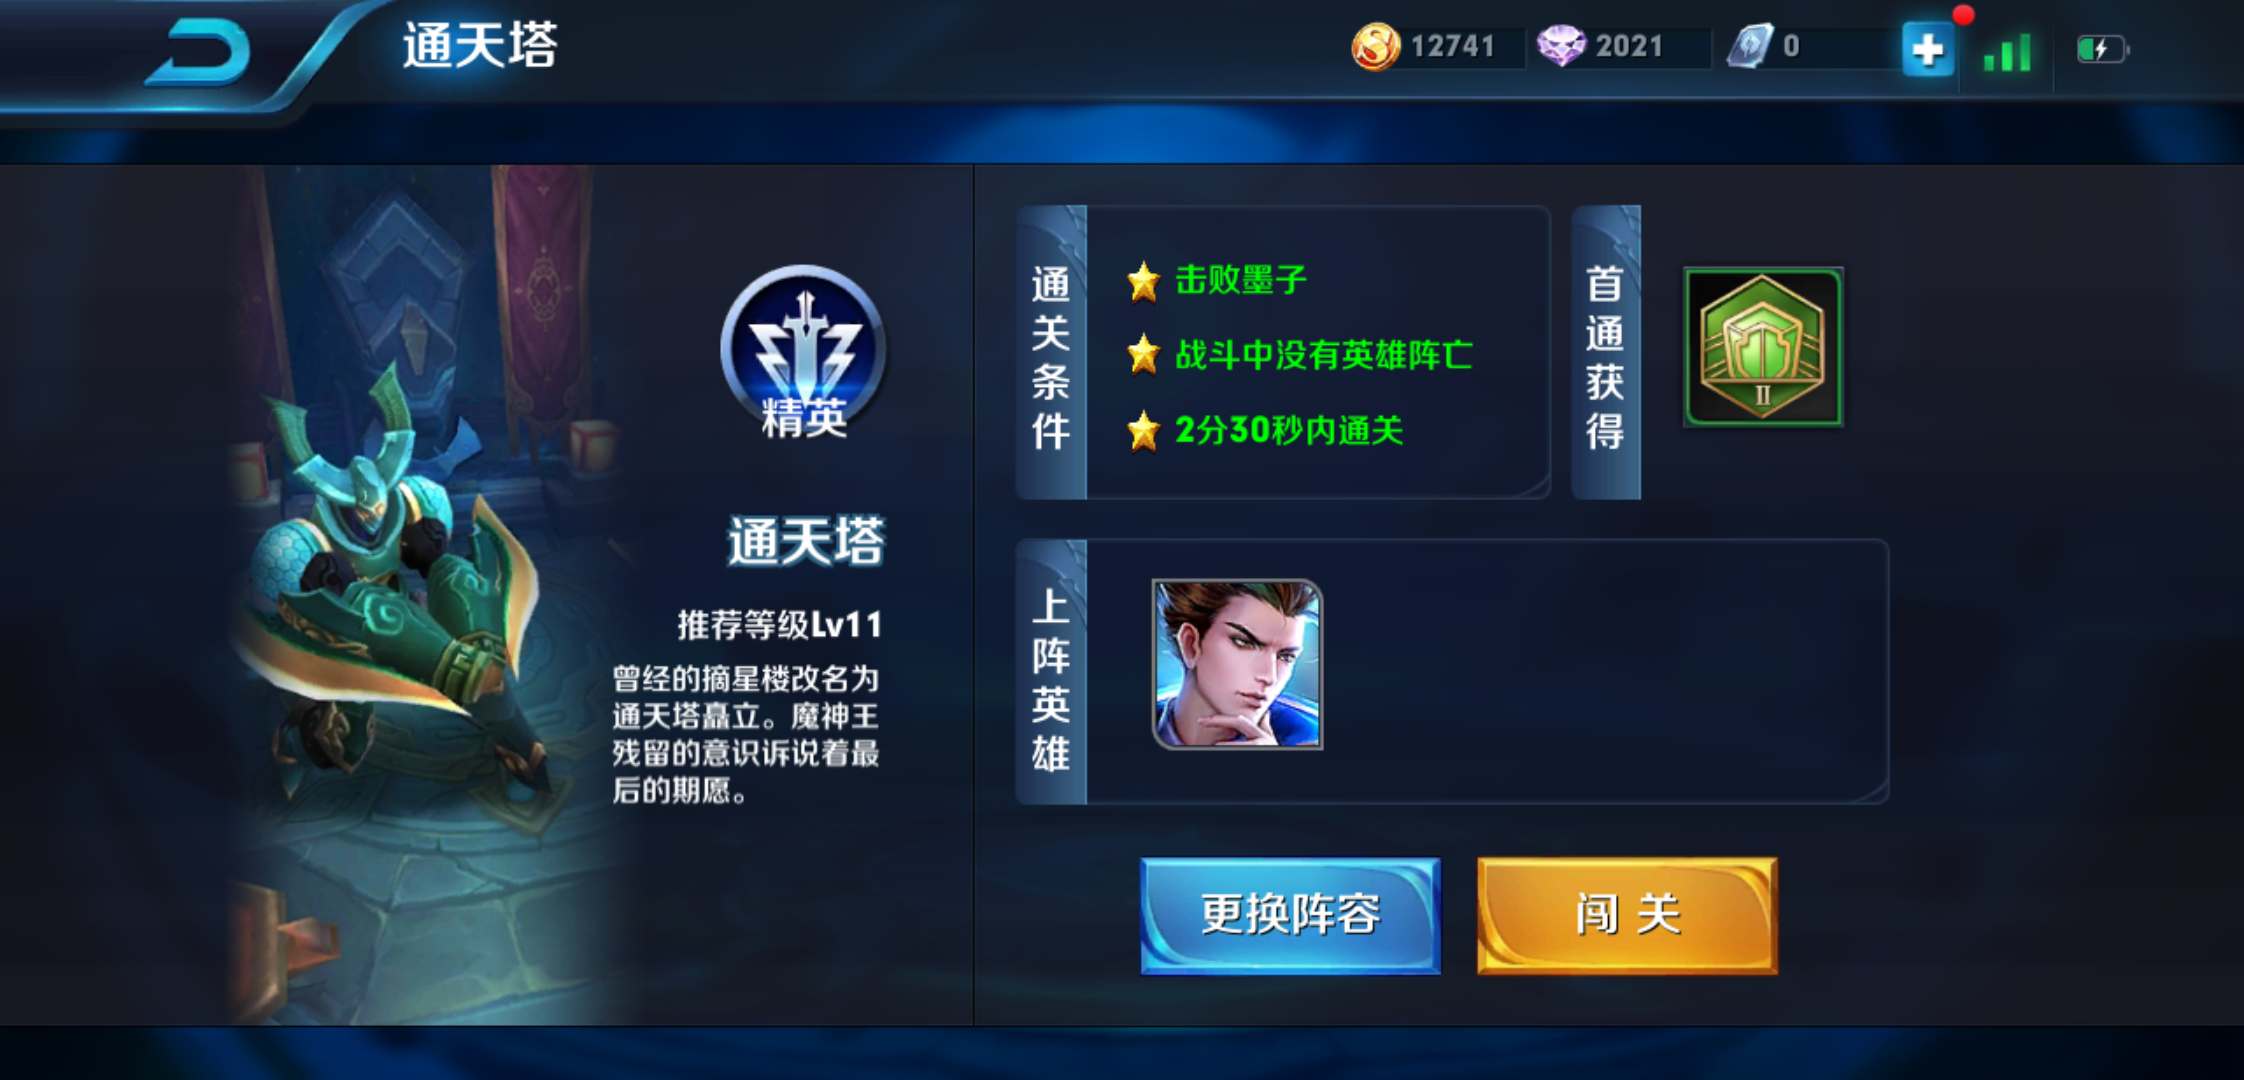 通天塔
12741
2021
0
精英
通天塔
推荐等级Lv11
曾经的摘星楼改名为
通天塔矗立。魔神王
残留的意识诉说着最
后的期愿。
通关条件
击败墨子
战斗中没有英雄阵亡
2分30秒内通关
首通获得
II
上阵英雄
更换阵容
闯关